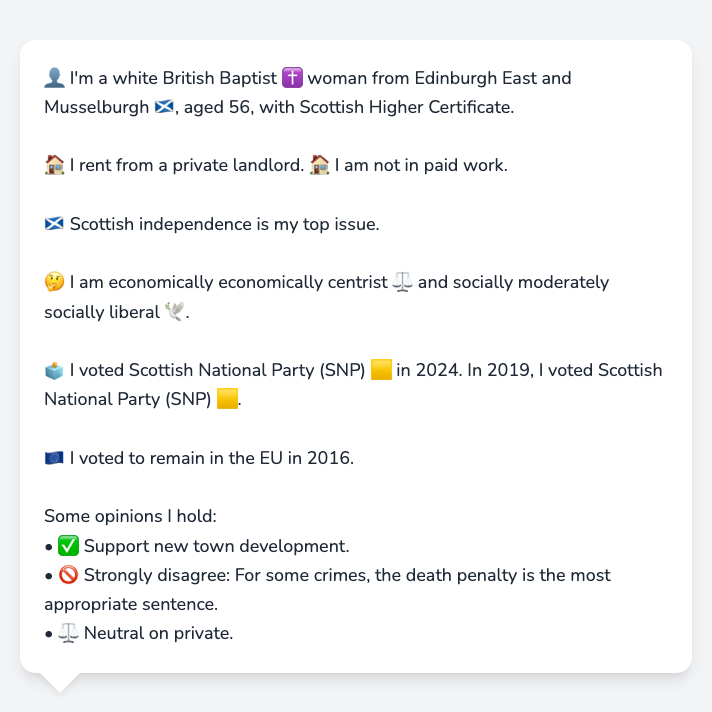 👤 I'm a white British Baptist ✝️ woman from Edinburgh East and
Musselburgh 🏴󠁧󠁢󠁳󠁣󠁴󠁿, aged 56, with Scottish Higher Certificate.
🏠 I rent from a private landlord. 🏠 I am not in paid work.
🏴󠁧󠁢󠁳󠁣󠁴󠁿 Scottish independence is my top issue.
🤔 I am economically economically centrist ⚖️ and socially moderately
socially liberal 🕊️.
🗳️ I voted Scottish National Party (SNP) 🟨 in 2024. In 2019, I voted Scottish
National Party (SNP) 🟨.
🇪🇺 I voted to remain in the EU in 2016.
Some opinions I hold:
• ✅ Support new town development.
• 🚫 Strongly disagree: For some crimes, the death penalty is the most
appropriate sentence.
• ⚖️ Neutral on private.